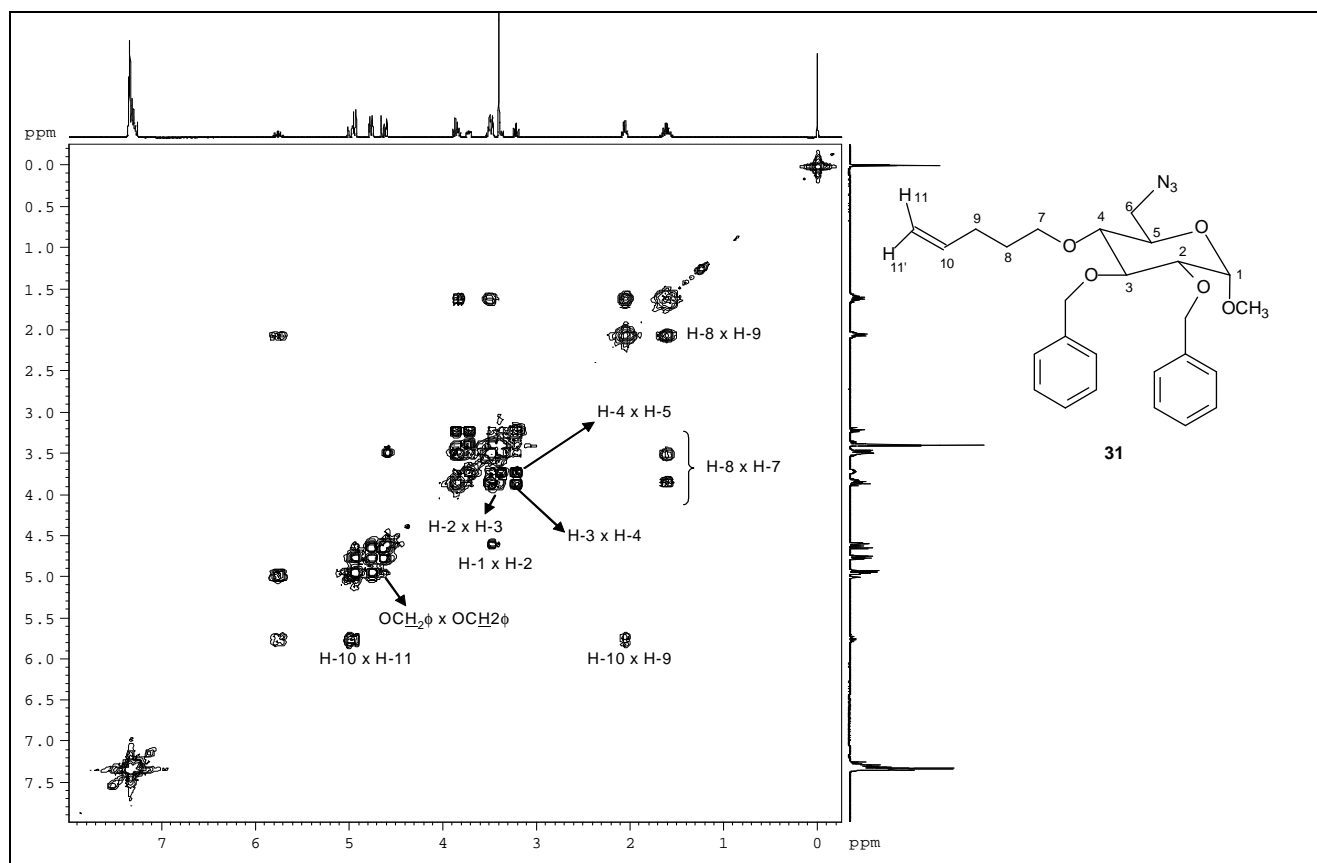 ppm
0.0
0.5
1.0
1.5
2.0
2.5
3.0
3.5
4.0
4.5
5.0
5.5
6.0
6.5
7.0
7.5
7 6 5 4 3 2 1 0 ppm
H-8 x H-9
H-4 x H-5
H-8 x H-7
H-2 x H-3
H-3 x H-4
H-1 x H-2
OCH₂ϕ x OCH2ϕ
H-10 x H-11
H-10 x H-9
N₃
H 11
6
9
7
4
O
5
O
H
11'
10
8
O
2
1
3
O
O
OCH₃
31